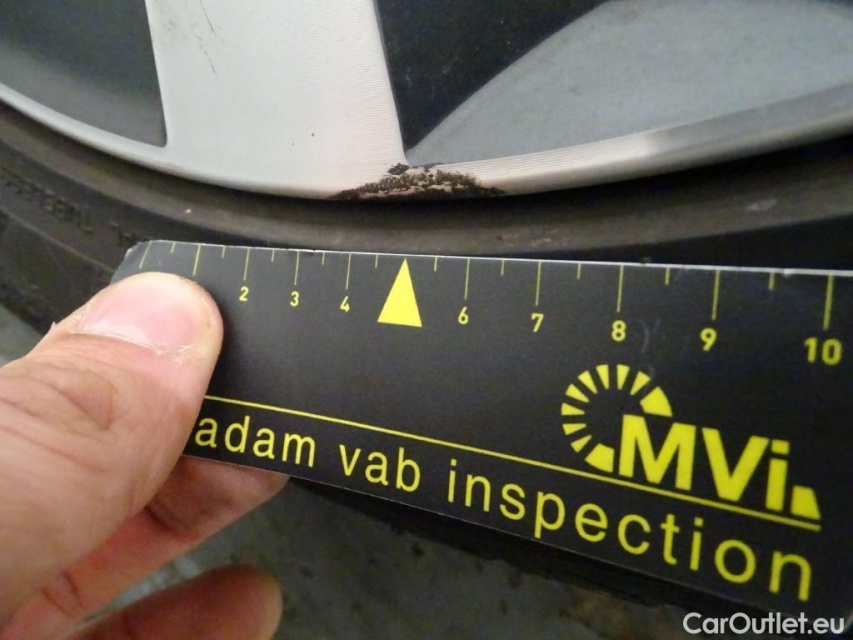 2 3 4 6 7 8 9 10
MVi
adam vab inspection
CarOutlet.eu